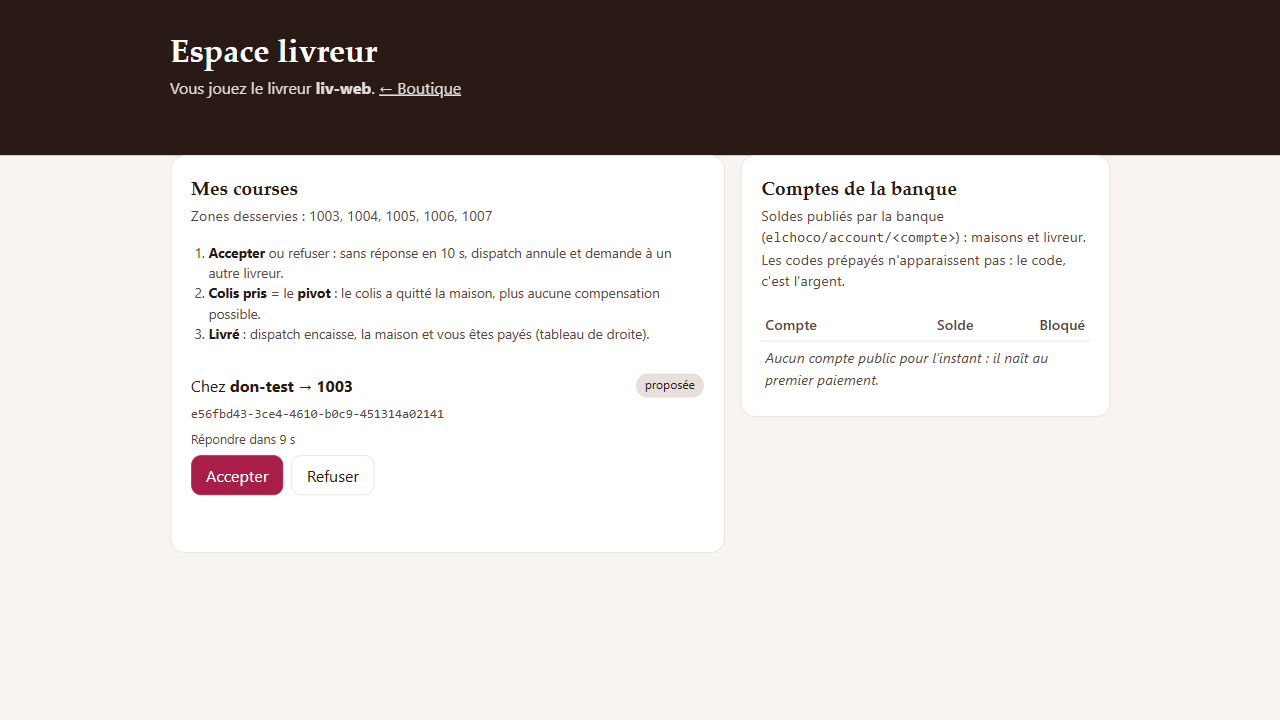 Espace livreur
Vous jouez le livreur liv-web. ← Boutique
Mes courses
Zones desservies : 1003, 1004, 1005, 1006, 1007
1. Accepter ou refuser : sans réponse en 10 s, dispatch annule et demande à un
autre livreur.
2. Colis pris = le pivot : le colis a quitté la maison, plus aucune compensation
possible.
3. Livré : dispatch encaisse, la maison et vous êtes payés (tableau de droite).
Chez don-test → 1003
proposée
e56fbd43-3ce4-4610-b0c9-451314a02141
Répondre dans 9 s
Accepter
Refuser
Comptes de la banque
Soldes publiés par la banque
(elchoco/account/<compte>) : maisons et livreur.
Les codes prépayés n'apparaissent pas : le code,
c'est l'argent.
Compte Solde Bloqué
Aucun compte public pour l'instant : il naît au
premier paiement.